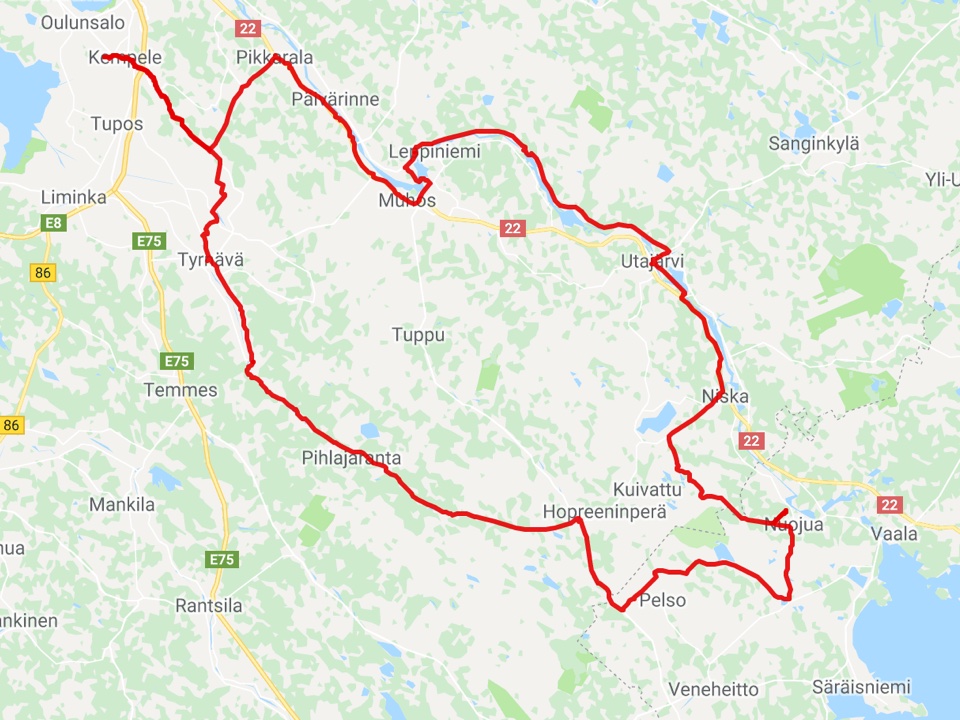 Oulunsalo
22
Kempele
Pikkarala
Päivärinne
Tupos
Leppiniemi
Sanginkylä
Yli-U
Liminka
Muhos
E8
22
E75
Tyrnävä
Utajärvi
86
Tuppu
E75
Temmes
Niska
86
22
Pihlajaranta
Kuivattu
Mankila
Hopreeninperä
22
Nuojua
Vaala
nua
E75
Pelso
Rantsila
ankinen
Veneheitto
Säräisniemi